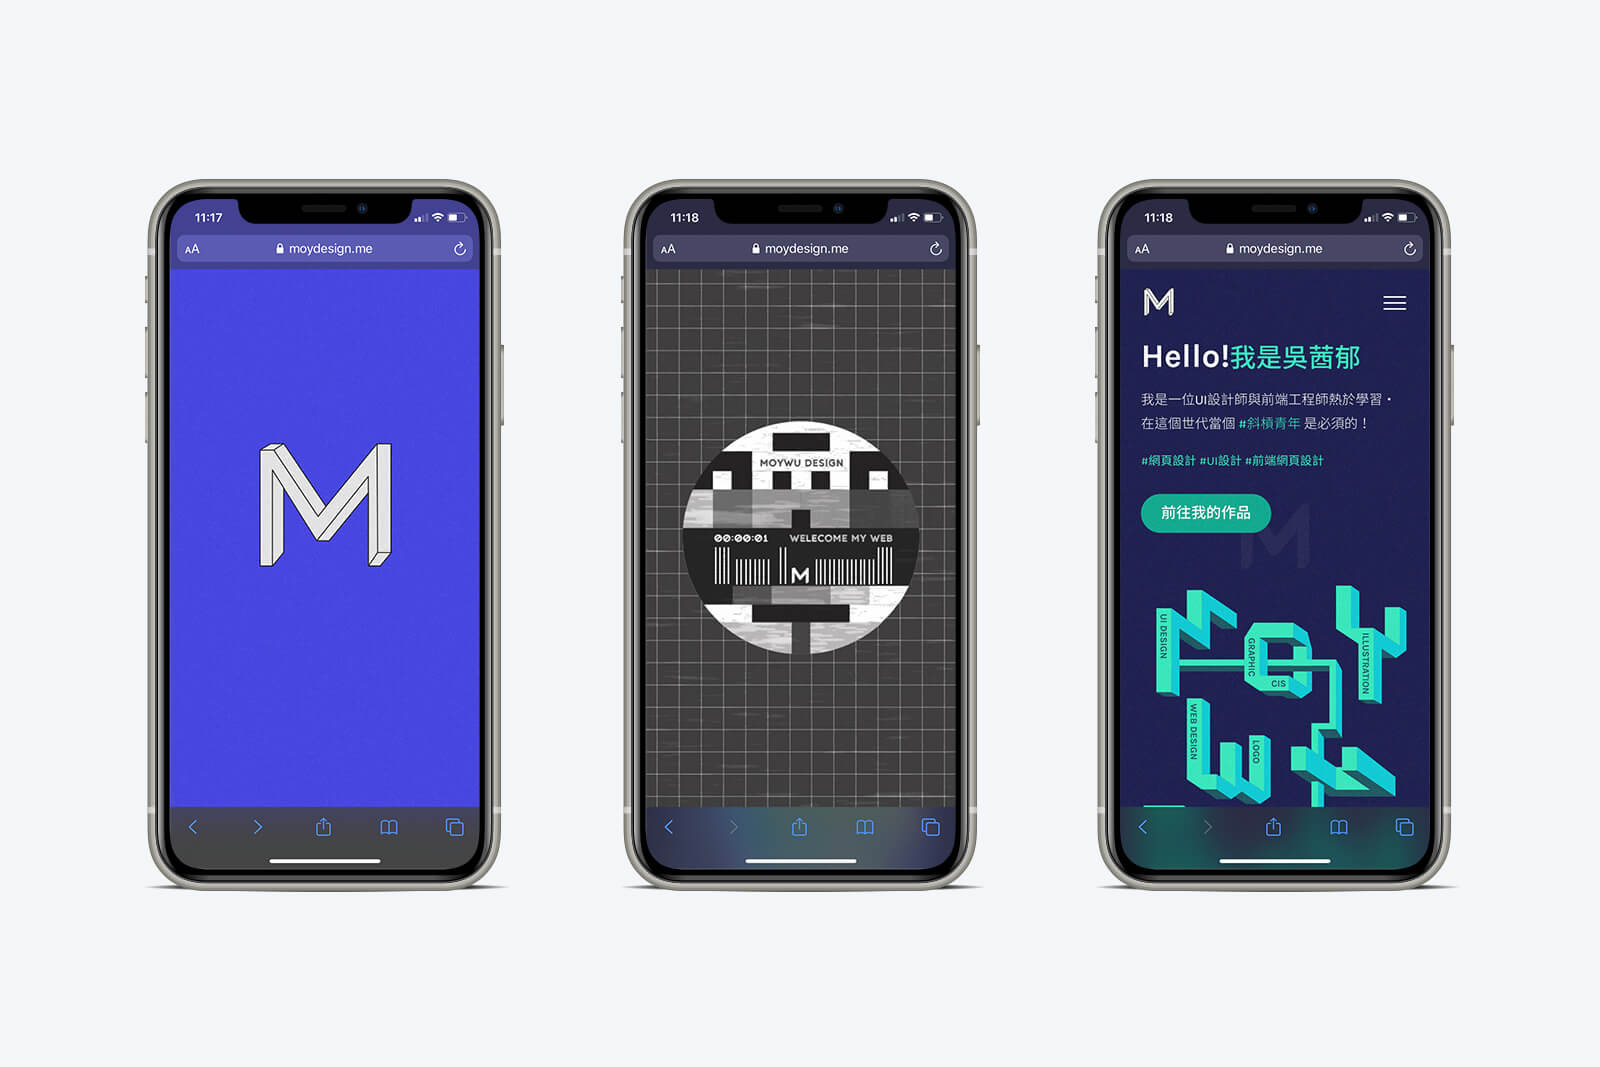 11:17
AA moydesign.me
M
11:18
AA moydesign.me
MOYWU DESIGN
00:00:01 WELECOME MY WEB
M
11:18
AA moydesign.me
M
Hello!我是吳茜郁
我是一位UI設計師與前端工程師熱於學習・
在這個世代當個 #斜槓青年 是必須的！
#網頁設計 #UI設計 #前端網頁設計
前往我的作品
M
MOY
UI DESIGN
GRAPHIC
CIS
ILLUSTRATION
WEB DESIGN
LOGO